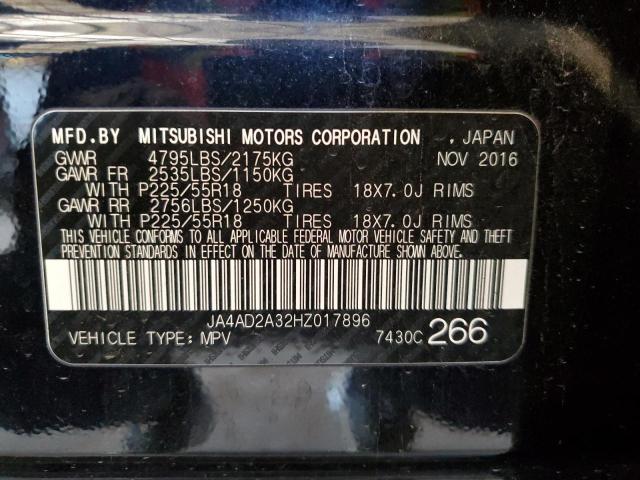 MFD.BY MITSUBISHI MOTORS CORPORATION , JAPAN
GVWR 4795LBS/2175KG NOV 2016
GAWR FR 2535LBS/1150KG
WITH P225/55R18 TIRES 18X7.0J RIMS
GAWR RR 2756LBS/1250KG
WITH P225/55R18 TIRES 18X7.0J RIMS
THIS VEHICLE CONFORMS TO ALL APPLICABLE FEDERAL MOTOR VEHICLE SAFETY AND THEFT
PREVENTION STANDARDS IN EFFECT ON THE DATE OF MANUFACTURE SHOWN ABOVE.
JA4AD2A32HZ017896
VEHICLE TYPE: MPV 7430C 266